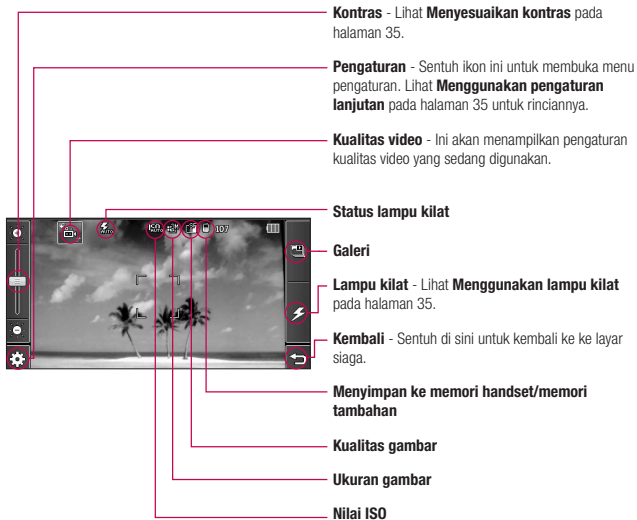 Kontras - Lihat Menyesuaikan kontras pada
halaman 35.
Pengaturan - Sentuh ikon ini untuk membuka menu
pengaturan. Lihat Menggunakan pengaturan
lanjutan pada halaman 35 untuk rinciannya.
Kualitas video - Ini akan menampilkan pengaturan
kualitas video yang sedang digunakan.
Status lampu kilat
AUTO
ISO
AUTO
107
Galeri
Lampu kilat - Lihat Menggunakan lampu kilat
pada halaman 35.
Kembali - Sentuh di sini untuk kembali ke ke layar
siaga.
Menyimpan ke memori handset/memori
tambahan
Kualitas gambar
Ukuran gambar
Nilai ISO